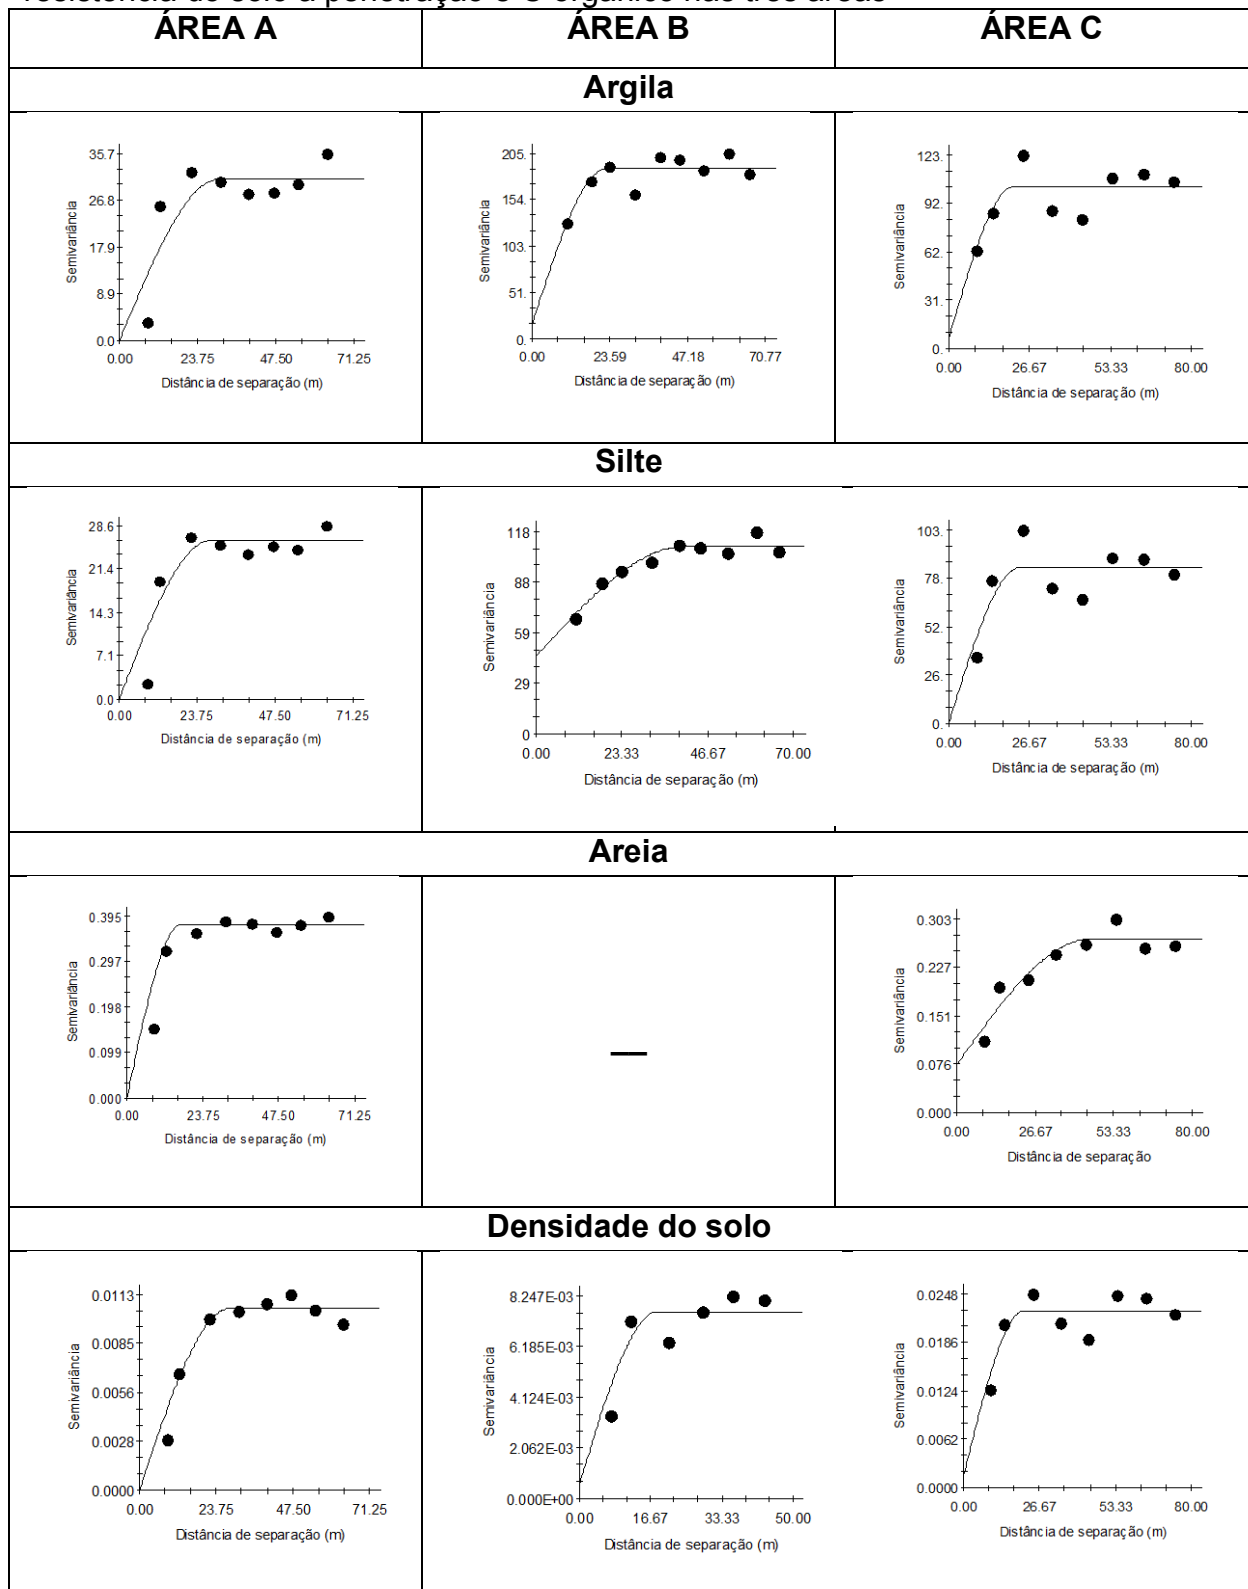 resistência do solo à penetração e C-orgânico nas três áreas
ÁREA A ÁREA B ÁREA C
Argila
35.7 26.8 17.9 8.9 0.0
Semivariância
0.00 23.75 47.50 71.25
Distância de separação (m)
205. 154. 103. 51. 0.
Semivariância
0.00 23.59 47.18 70.77
Distância de separação (m)
123. 92. 62. 31. 0.
Semivariância
0.00 26.67 53.33 80.00
Distância de separação (m)
Silte
28.6 21.4 14.3 7.1 0.0
Semivariância
0.00 23.75 47.50 71.25
Distância de separação (m)
118 88 59 29 0
Semivariância
0.00 23.33 46.67 70.00
Distância de separação (m)
103. 78. 52. 26. 0.
Semivariância
0.00 26.67 53.33 80.00
Distância de separação (m)
Areia
0.395 0.297 0.198 0.099 0.000
Semivariância
0.00 23.75 47.50 71.25
Distância de separação (m)
—
0.303 0.227 0.151 0.076 0.000
Semivariância
0.00 26.67 53.33 80.00
Distância de separação
Densidade do solo
0.0113 0.0085 0.0056 0.0028 0.0000
Semivariância
0.00 23.75 47.50 71.25
Distância de separação (m)
8.247E-03 6.185E-03 4.124E-03 2.062E-03 0.000E+00
Semivariância
0.00 16.67 33.33 50.00
Distância de separação (m)
0.0248 0.0186 0.0124 0.0062 0.0000
Semivariância
0.00 26.67 53.33 80.00
Distância de separação (m)